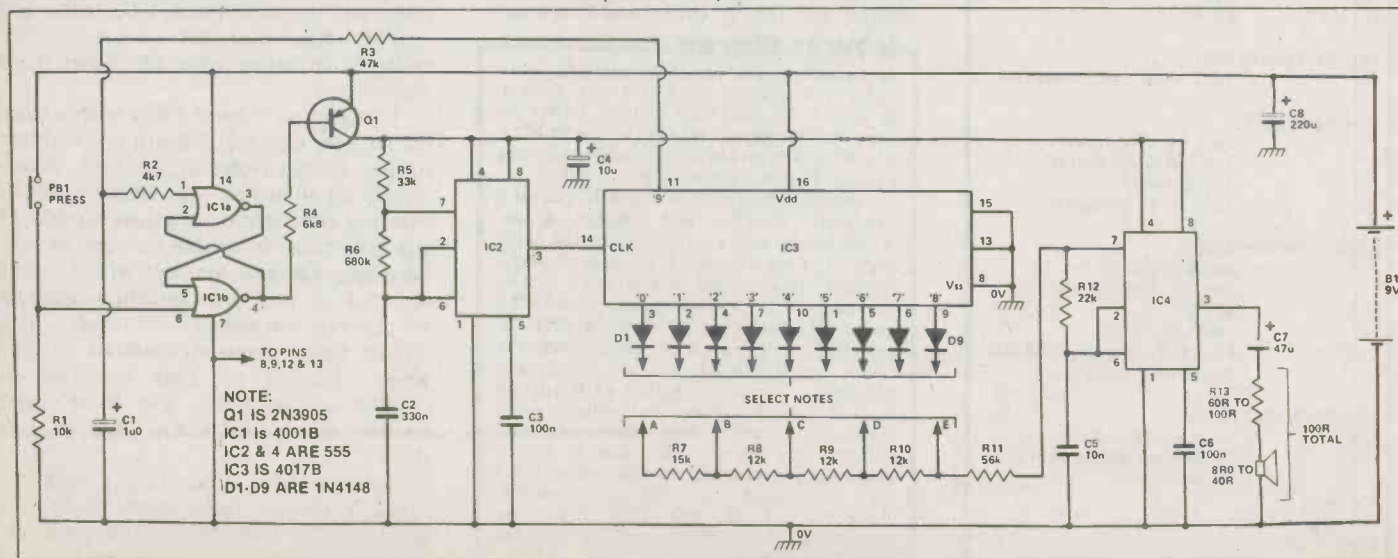 R3
47k
Q1
R2
4k7
PB1
PRESS
1
14
3
2
IC1a
R4
6k8
5
IC1b
4
6
7
TO PINS
8,9,12 & 13
R1
10k
C1
1u0
+
NOTE:
Q1 IS 2N3905
IC1 is 4001B
IC2 & 4 ARE 555
IC3 IS 4017B
D1-D9 ARE 1N4148
R5
33k
R6
680k
C2
330n
4
8
7
2
6
IC2
3
1
5
C3
100n
+
C4
10u
14
CLK
11
'9'
16
Vdd
IC3
15
13
8
Vss
0V
'0' '1' '2' '3' '4' '5' '6' '7' '8'
3 2 4 7 10 1 5 6 9
D1
D9
SELECT NOTES
A B C D E
R7
15k
R8
12k
R9
12k
R10
12k
R11
56k
0V
4
8
7
R12
22k
IC4
2
6
3
1
5
C5
10n
C6
100n
+
C7
47u
R13
60R TO
100R
8R0 TO
40R
100R
TOTAL
+
C8
220u
+
B1
9V